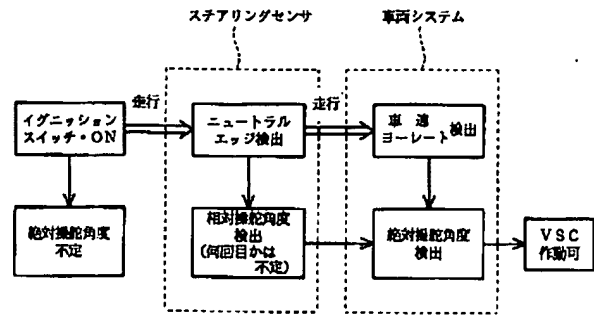 ステアリングセンサ
車両システム
走行
走行
イグニッション
スイッチ・ON
ニュートラル
エッジ検出
車速
ヨーレート
検出
絶対操舵角度
不定
相対操舵角度
検出
(何回目かは
不定)
絶対操舵角度
検出
VSC
作動可